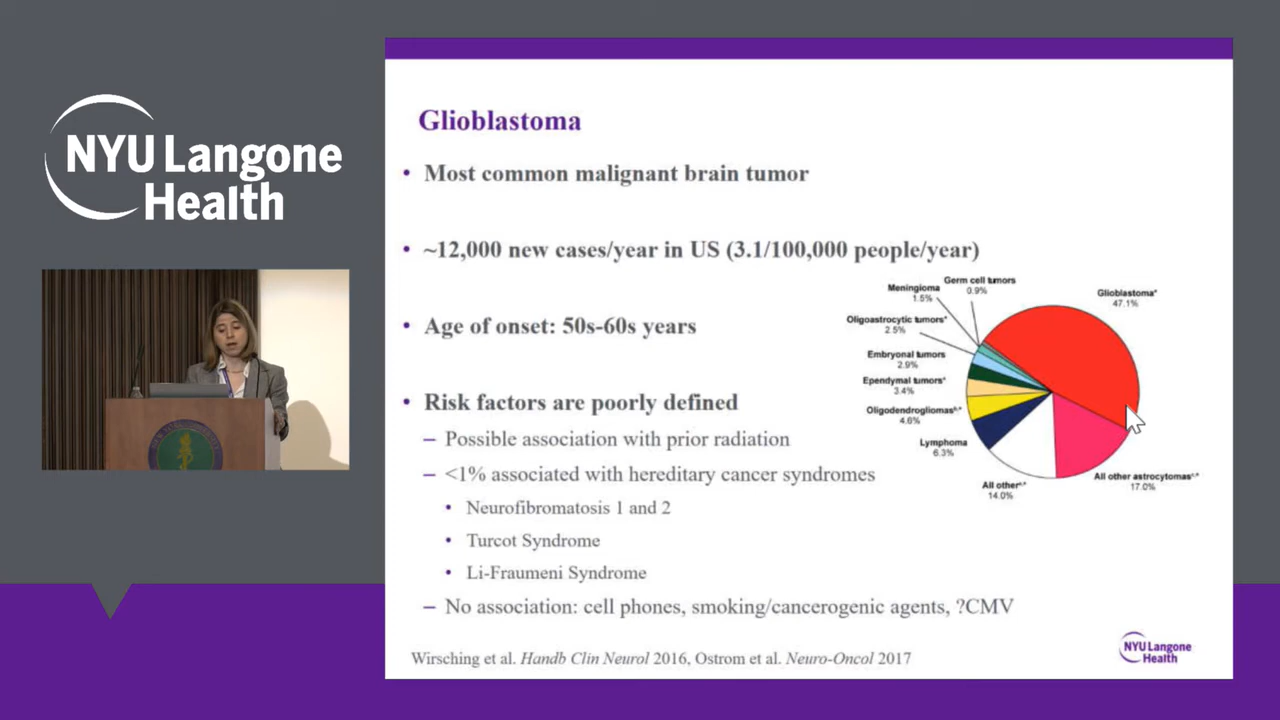 NYU Langone
Health
Glioblastoma
• Most common malignant brain tumor
• ~12,000 new cases/year in US (3.1/100,000 people/year)
• Age of onset: 50s-60s years
• Risk factors are poorly defined
– Possible association with prior radiation
– <1% associated with hereditary cancer syndromes
• Neurofibromatosis 1 and 2
• Turcot Syndrome
• Li-Fraumeni Syndrome
– No association: cell phones, smoking/cancerogenic agents, ?CMV
Germ cell tumors
0.9%
Meningioma
1.5%
Oligoastrocytic tumors*
2.5%
Embryonal tumors
2.9%
Ependymal tumors*
3.4%
Oligodendrogliomas
4.6%
Lymphoma
6.3%
All other
14.0%
All other astrocytomas
17.0%
Glioblastoma*
47.1%
Wirsching et al. Handb Clin Neurol 2016, Ostrom et al. Neuro-Oncol 2017
NYU Langone
Health